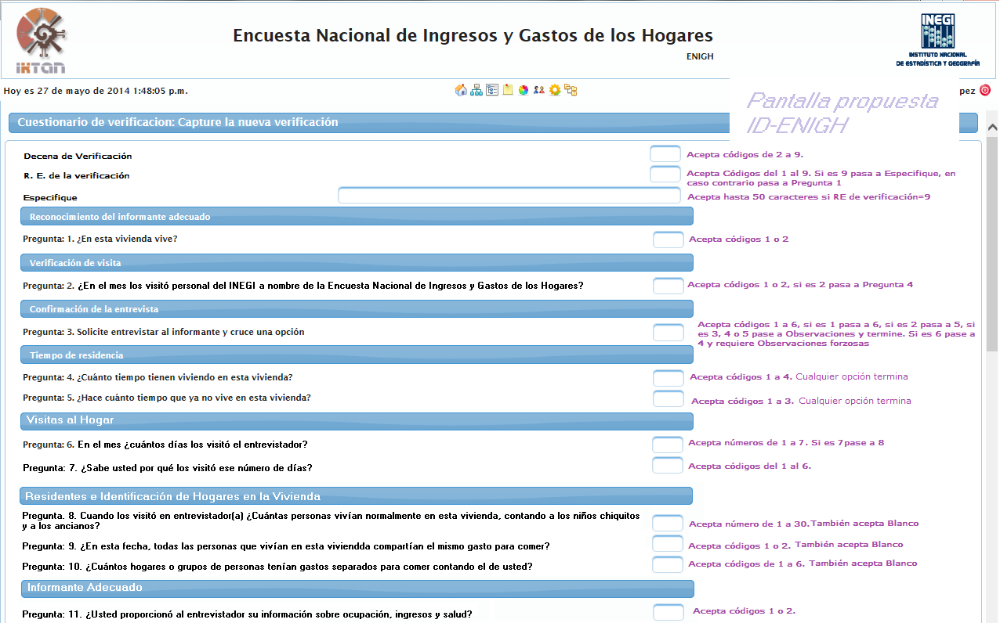 Encuesta Nacional de Ingresos y Gastos de los Hogares
ENIGH
iKTAN
INEGI
INSTITUTO NACIONAL
DE ESTADÍSTICA Y GEOGRAFÍA
Hoy es 27 de mayo de 2014 1:48:05 p.m.
pez
Pantalla propuesta
ID-ENIGH
Cuestionario de verificacion: Capture la nueva verificación
Decena de Verificación
Acepta códigos de 2 a 9.
R. E. de la verificación
Acepta Códigos del 1 al 9. Si es 9 pasa a Especifique, en
caso contrario pasa a Pregunta 1
Especifique
Acepta hasta 50 caracteres si RE de verificación=9
Reconocimiento del informante adecuado
Pregunta: 1. ¿En esta vivienda vive?
Acepta códigos 1 o 2
Verificación de visita
Pregunta: 2. ¿En el mes los visitó personal del INEGI a nombre de la Encuesta Nacional de Ingresos y Gastos de los Hogares?
Acepta códigos 1 o 2, si es 2 pasa a Pregunta 4
Confirmación de la entrevista
Pregunta: 3. Solicite entrevistar al informante y cruce una opción
Acepta códigos 1 a 6, si es 1 pasa a 6, si es 2 pasa a 5, si
es 3, 4 o 5 pase a Observaciones y termine. Si es 6 pase a
4 y requiere Observaciones forzosas
Tiempo de residencia
Pregunta: 4. ¿Cuánto tiempo tienen viviendo en esta vivienda?
Acepta códigos 1 a 4. Cualquier opción termina
Pregunta: 5. ¿Hace cuánto tiempo que ya no vive en esta vivienda?
Acepta códigos 1 a 3. Cualquier opción termina
Visitas al Hogar
Pregunta: 6. En el mes ¿cuántos días los visitó el entrevistador?
Acepta números de 1 a 7. Si es 7pase a 8
Pregunta: 7. ¿Sabe usted por qué los visitó ese número de días?
Acepta códigos del 1 al 6.
Residentes e Identificación de Hogares en la Vivienda
Pregunta. 8. Cuando los visitó en entrevistador(a) ¿Cuántas personas vivían normalmente en esta vivienda, contando a los niños chiquitos
y a los ancianos?
Acepta número de 1 a 30.También acepta Blanco
Pregunta: 9. ¿En esta fecha, todas las personas que vivían en esta viviendda compartían el mismo gasto para comer?
Acepta códigos 1 o 2. También acepta Blanco
Pregunta: 10. ¿Cuántos hogares o grupos de personas tenían gastos separados para comer contando el de usted?
Acepta códigos de 1 a 6. También acepta Blanco
Informante Adecuado
Pregunta: 11. ¿Usted proporcionó al entrevistador su información sobre ocupación, ingresos y salud?
Acepta códigos 1 o 2.